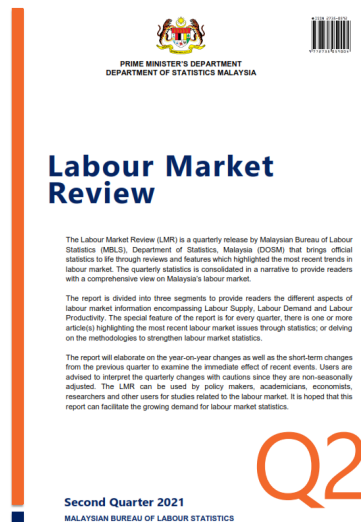 PRIME MINISTER'S DEPARTMENT
DEPARTMENT OF STATISTICS MALAYSIA
Labour Market
Review
The Labour Market Review (LMR) is a quarterly release by Malaysian Bureau of Labour
Statistics (MBLS), Department of Statistics, Malaysia (DOSM) that brings official
statistics to life through reviews and features which highlighted the most recent trends in
labour market. The quarterly statistics is consolidated in a narrative to provide readers
with a comprehensive view on Malaysia's labour market.
The report is divided into three segments to provide readers the different aspects of
labour market information encompassing Labour Supply, Labour Demand and Labour
Productivity. The special feature of the report is for every quarter, there is one or more
article(s) highlighting the most recent labour market issues through statistics; or delving
on the methodologies to strengthen labour market statistics.
The report will elaborate on the year-on-year changes as well as the short-term changes
from the previous quarter to examine the immediate effect of recent events. Users are
advised to interpret the quarterly changes with cautions since they are non-seasonally
adjusted. The LMR can be used by policy makers, academicians, economists,
researchers and other users for studies related to the labour market. It is hoped that this
report can facilitate the growing demand for labour market statistics.
Q2
Second Quarter 2021
MALAYSIAN BUREAU OF LABOUR STATISTICS